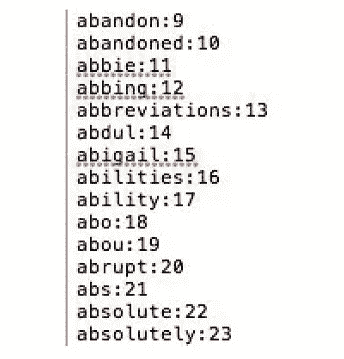 abandon:9
abandoned:10
abbie:11
abbing:12
abbreviations:13
abdul:14
abigail:15
abilities:16
ability:17
abo:18
abou:19
abrupt:20
abs:21
absolute:22
absolutely:23